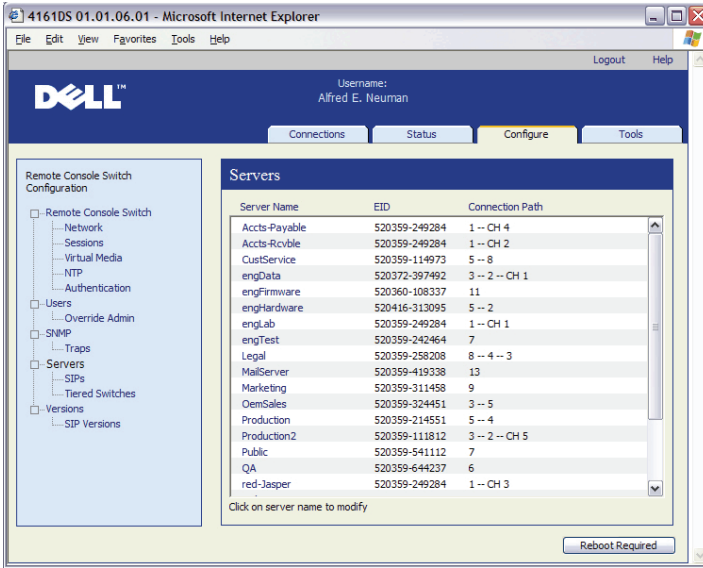 4161DS 01.01.06.01 - Microsoft Internet Explorer
File Edit View Favorites Tools Help
Logout Help
DELL™
Username:
Alfred E. Neuman
Connections Status Configure Tools
Remote Console Switch
Configuration
Remote Console Switch
Network
Sessions
Virtual Media
NTP
Authentication
Users
Override Admin
SNMP
Traps
Servers
SIPs
Tiered Switches
Versions
SIP Versions
Servers
Server Name EID Connection Path
Accts-Payable 520359-249284 1 -- CH 4
Accts-Rcvble 520359-249284 1 -- CH 2
CustService 520359-114973 5 -- 8
engData 520372-397492 3 -- 2 -- CH 1
engFirmware 520360-108337 11
engHardware 520416-313095 5 -- 2
engLab 520359-249284 1 -- CH 1
engTest 520359-242464 7
Legal 520359-258208 8 -- 4 -- 3
MailServer 520359-419338 13
Marketing 520359-311458 9
OemSales 520359-324451 3 -- 5
Production 520359-214551 5 -- 4
Production2 520359-111812 3 -- 2 -- CH 5
Public 520359-541112 7
QA 520359-644237 6
red-Jasper 520359-249284 1 -- CH 3
Click on server name to modify
Reboot Required